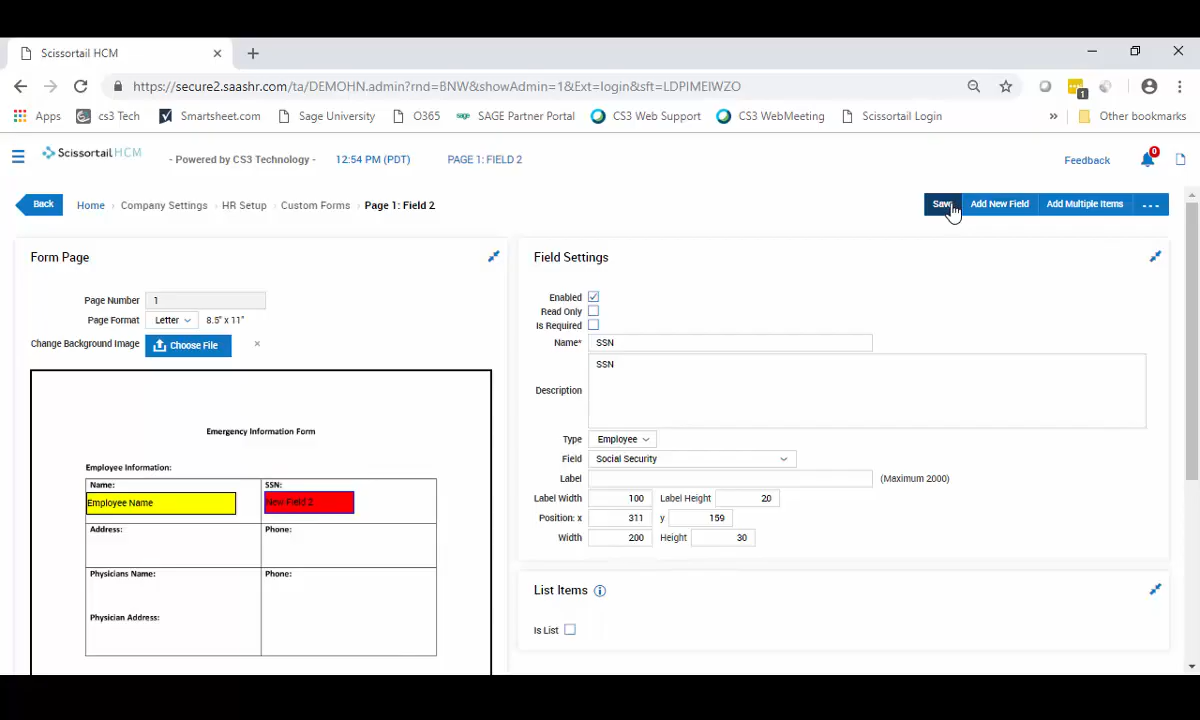 Scissortail HCM
https://secure2.saashr.com/ta/DEMOHN.admin?rnd=BNW&showAdmin=1&Ext=login&sft=LDPIMEIWZO
1
Apps cs3 Tech Smartsheet.com Sage University O365 sage SAGE Partner Portal CS3 Web Support CS3 WebMeeting Scissortail Login » Other bookmarks
Scissortail HCM - Powered by CS3 Technology - 12:54 PM (PDT) PAGE 1: FIELD 2 Feedback 0
Back Home › Company Settings › HR Setup › Custom Forms › Page 1: Field 2 Save Add New Field Add Multiple Items ...
Form Page
Page Number 1
Page Format Letter 8.5" x 11"
Change Background Image Choose File ×
Emergency Information Form
Employee Information:
Name: SSN:
Employee Name New Field 2
Address: Phone:
Physicians Name: Phone:
Physician Address:
Field Settings
Enabled
Read Only
Is Required
Name* SSN
Description SSN
Type Employee
Field Social Security
Label (Maximum 2000)
Label Width 100 Label Height 20
Position: x 311 y 159
Width 200 Height 30
List Items
Is List